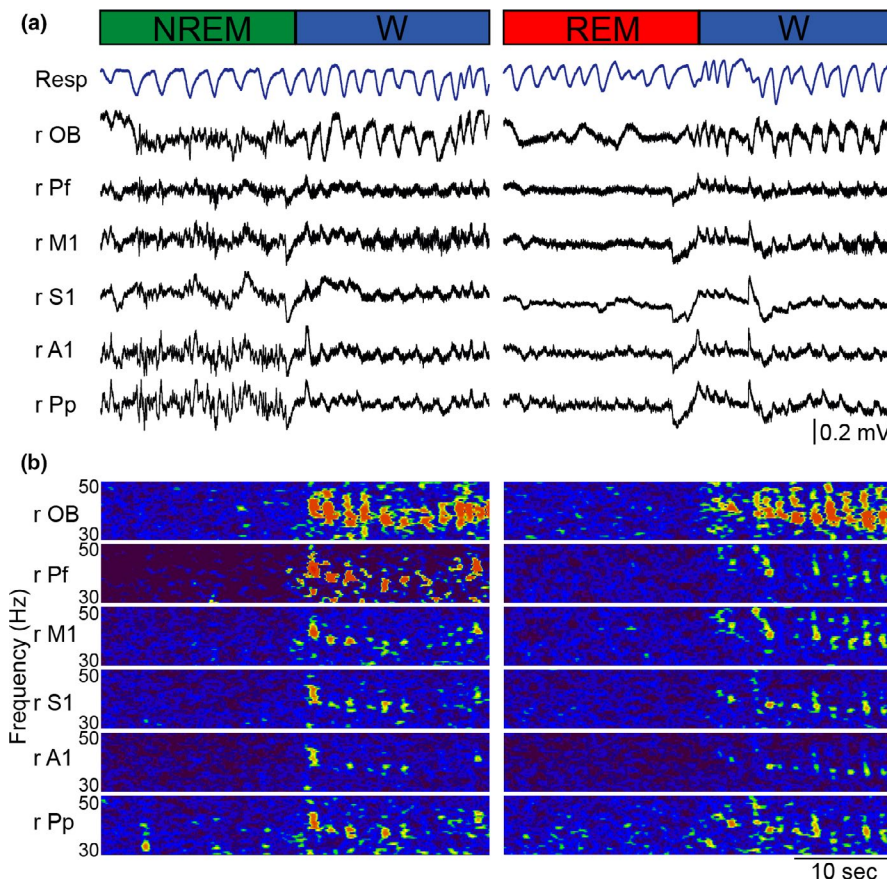 (a)
NREM W REM W
Resp
r OB
r Pf
r M1
r S1
r A1
r Pp
0.2 mV
(b)
Frequency (Hz)
50
r OB
30
50
r Pf
30
50
r M1
30
50
r S1
30
50
r A1
30
50
r Pp
30
10 sec